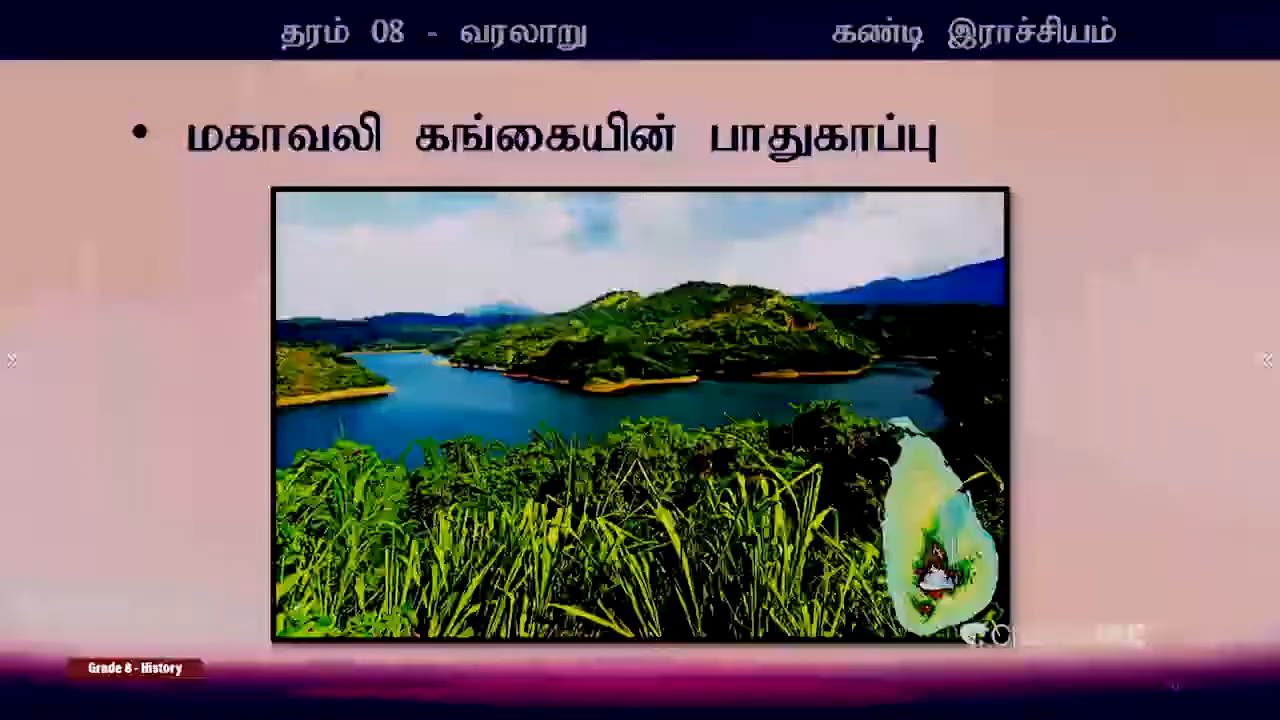 தரம் 08 - வரலாறு
கண்டி இராச்சியம்
• மகாவலி கங்கையின் பாதுகாப்பு
Grade 8 - History